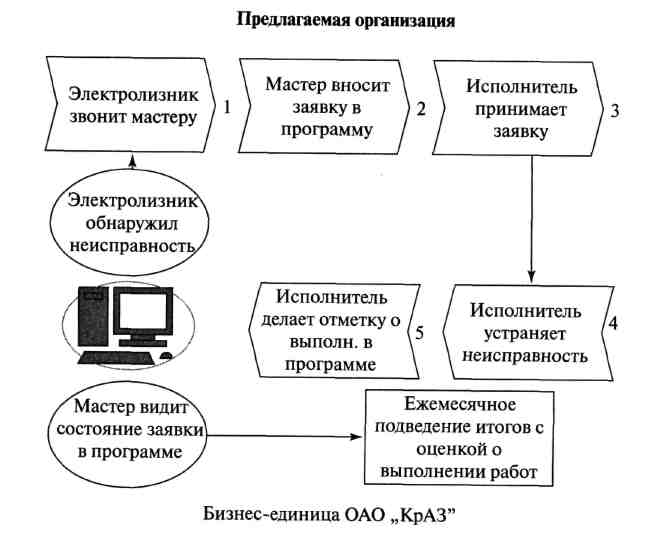 Предлагаемая организация
Электролизник
звонит мастеру
1
Мастер вносит
заявку в
программу
2
Исполнитель
принимает
заявку
3
Электролизник
обнаружил
неисправность
Исполнитель
делает отметку о
выполн. в
программе
5
Исполнитель
устраняет
неисправность
4
Мастер видит
состояние заявки
в программе
Ежемесячное
подведение итогов с
оценкой о
выполнении работ
Бизнес-единица ОАО „КрАЗ”